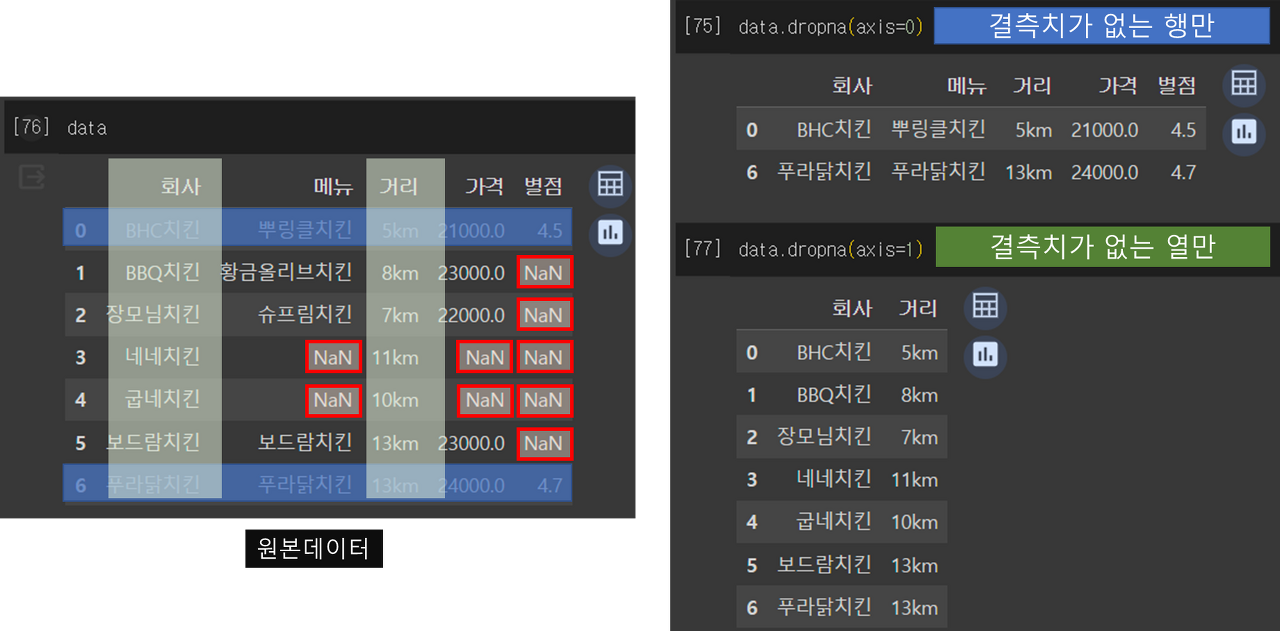 [76] data
회사 메뉴 거리 가격 별점
0 BHC치킨 뿌링클치킨 5km 21000.0 4.5
1 BBQ치킨 황금올리브치킨 8km 23000.0 NaN
2 장모님치킨 슈프림치킨 7km 22000.0 NaN
3 네네치킨 NaN 11km NaN NaN
4 굽네치킨 NaN 10km NaN NaN
5 보드람치킨 보드람치킨 13km 23000.0 NaN
6 푸라닭치킨 푸라닭치킨 13km 24000.0 4.7
원본데이터
[75] data.dropna(axis=0) 결측치가 없는 행만
회사 메뉴 거리 가격 별점
0 BHC치킨 뿌링클치킨 5km 21000.0 4.5
6 푸라닭치킨 푸라닭치킨 13km 24000.0 4.7
[77] data.dropna(axis=1) 결측치가 없는 열만
회사 거리
0 BHC치킨 5km
1 BBQ치킨 8km
2 장모님치킨 7km
3 네네치킨 11km
4 굽네치킨 10km
5 보드람치킨 13km
6 푸라닭치킨 13km